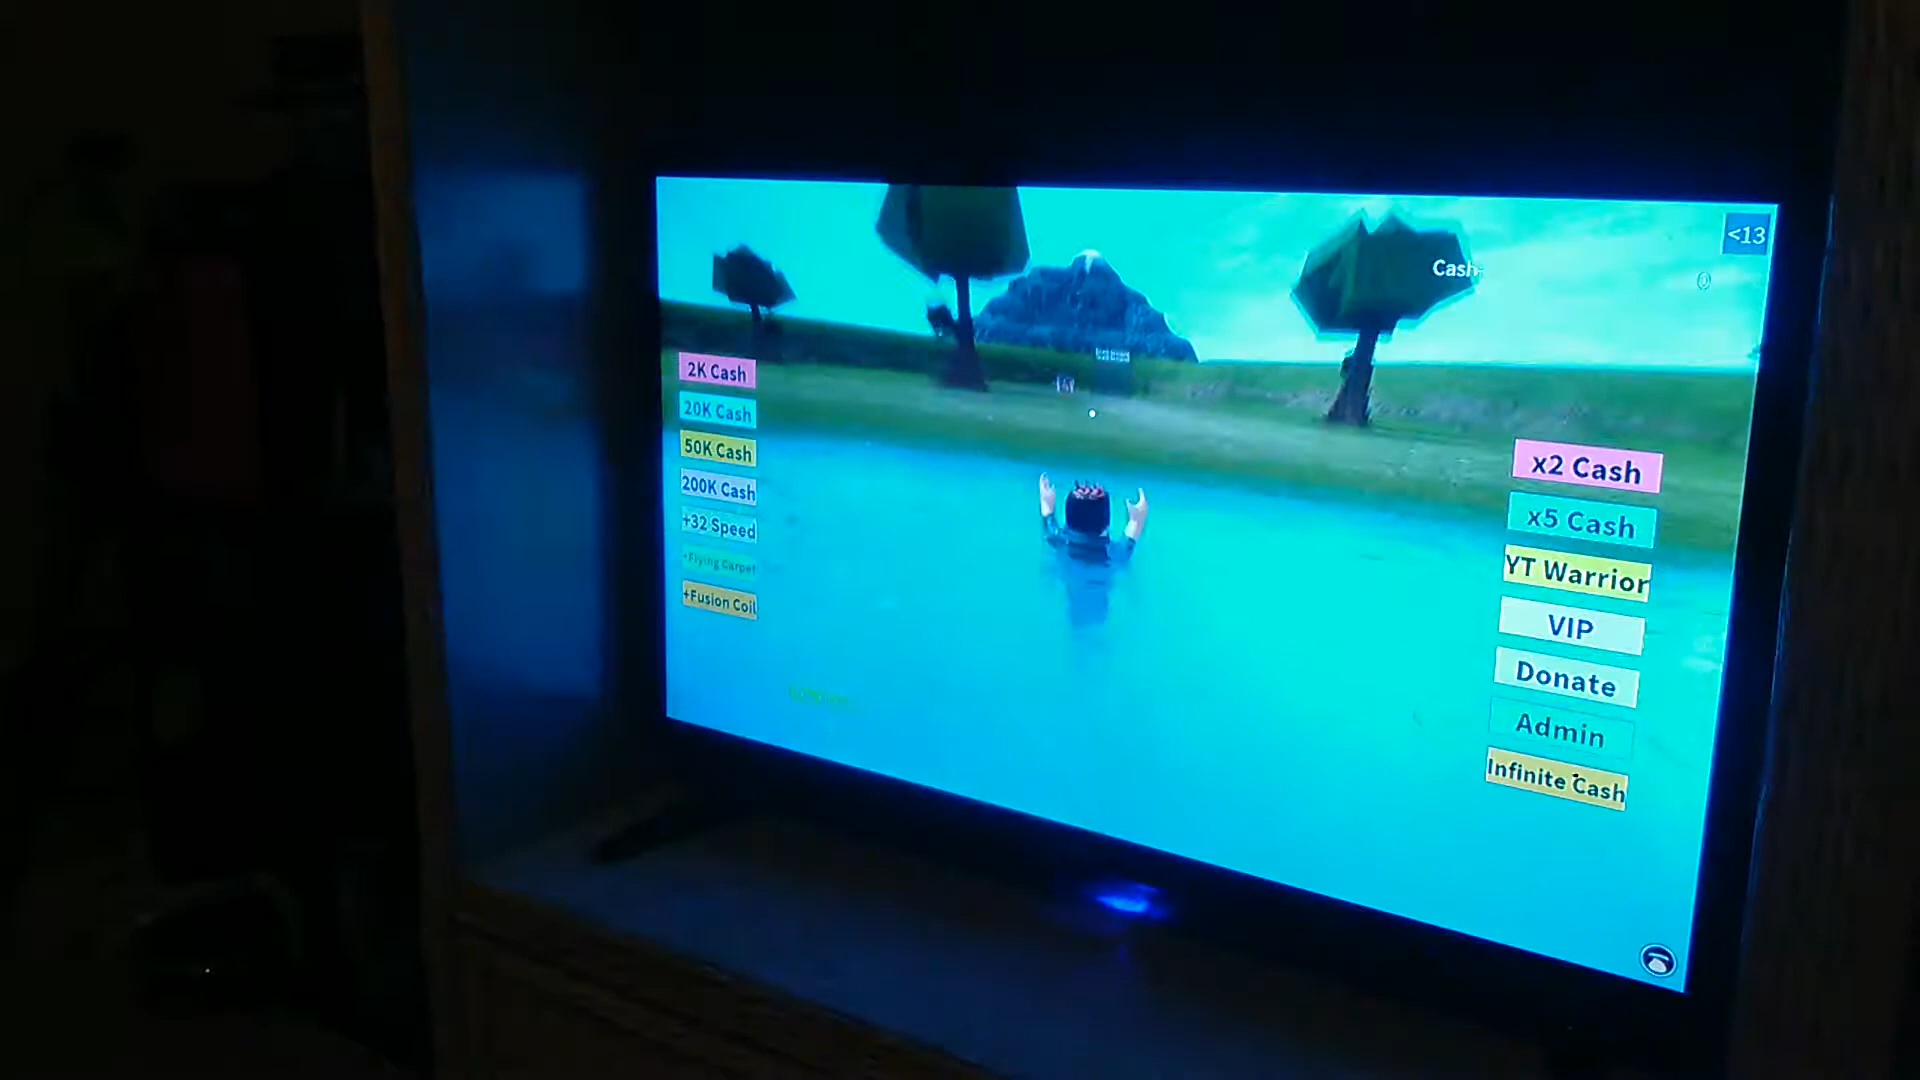 <13
Cash
0
2K Cash
20K Cash
50K Cash
200K Cash
+32 Speed
+Flying Carpet
+Fusion Coil
x2 Cash
x5 Cash
YT Warrior
VIP
Donate
Admin
Infinite Cash